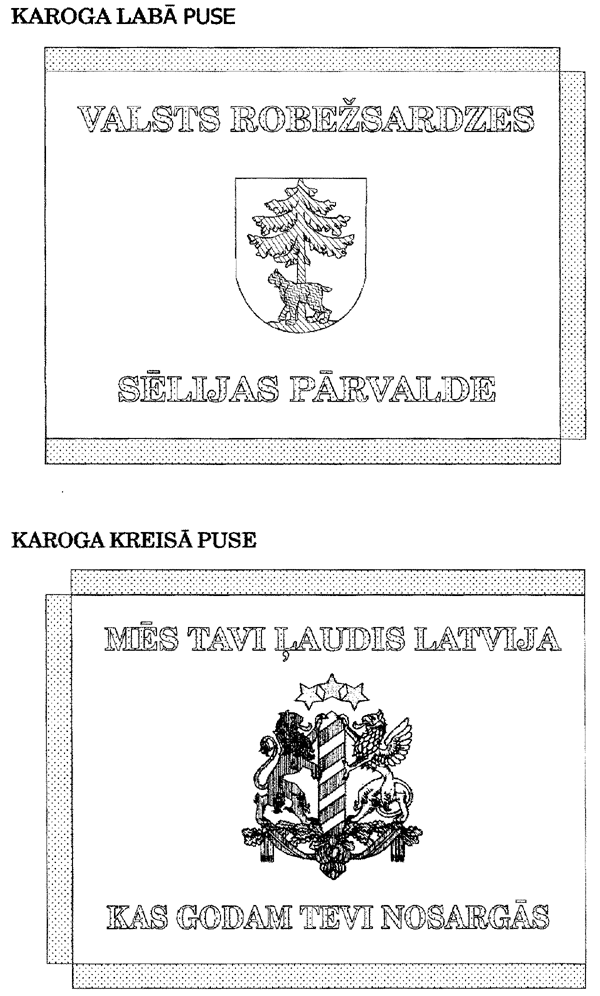 KAROGA LABĀ PUSE
VALSTS ROBEŽSARDZES
SĒLIJAS PĀRVALDE
KAROGA KREISĀ PUSE
MĒS TAVI ĻAUDIS LATVIJA
KAS GODAM TEVI NOSARGĀS